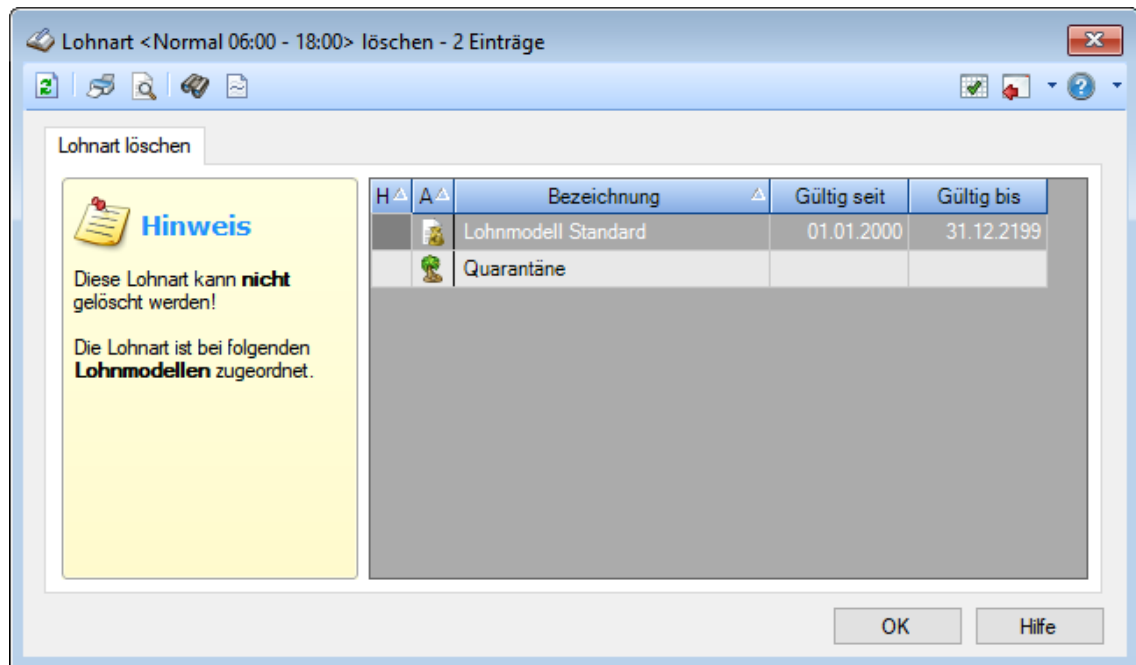 Lohnart <Normal 06:00 - 18:00> löschen - 2 Einträge
Lohnart löschen
Hinweis
Diese Lohnart kann nicht
gelöscht werden!
Die Lohnart ist bei folgenden
Lohnmodellen zugeordnet.
H A Bezeichnung Gültig seit Gültig bis
Lohnmodell Standard 01.01.2000 31.12.2199
Quarantäne
OK Hilfe